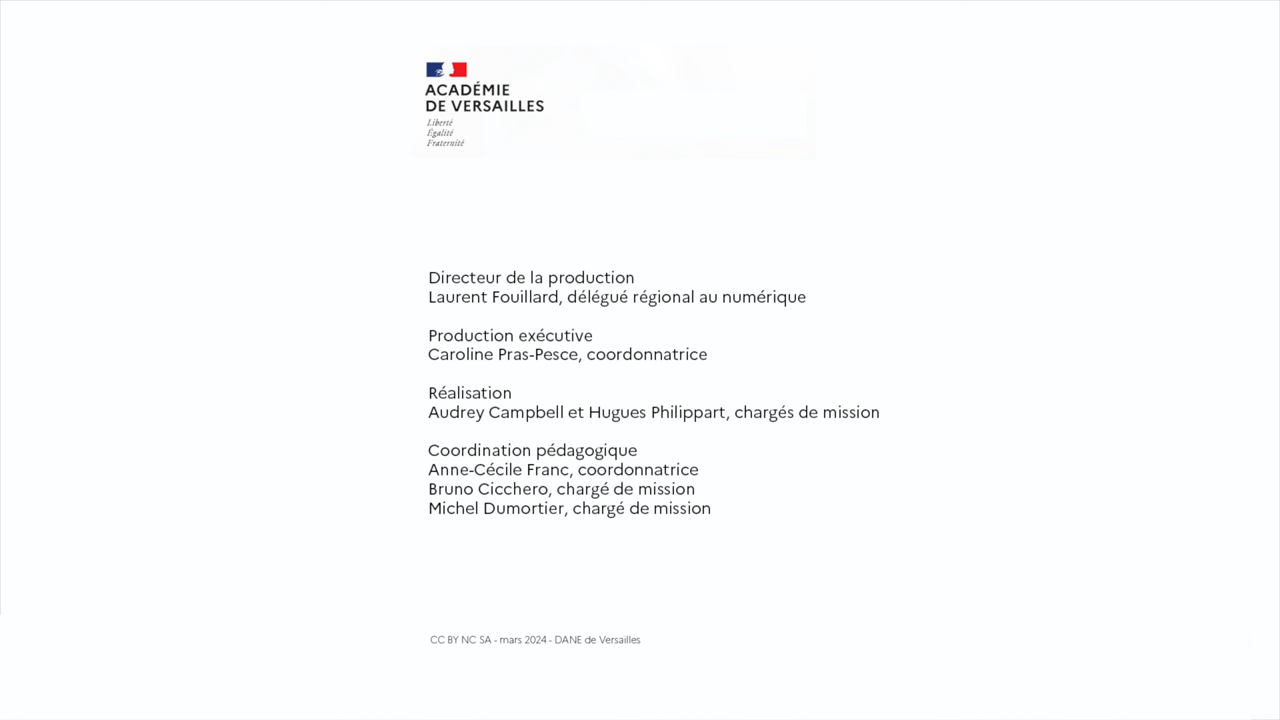 ACADÉMIE
DE VERSAILLES
Liberté
Égalité
Fraternité
Directeur de la production
Laurent Fouillard, délégué régional au numérique
Production exécutive
Caroline Pras-Pesce, coordonnatrice
Réalisation
Audrey Campbell et Hugues Philippart, chargés de mission
Coordination pédagogique
Anne-Cécile Franc, coordonnatrice
Bruno Cicchero, chargé de mission
Michel Dumortier, chargé de mission
CC BY NC SA - mars 2024 - DANE de Versailles